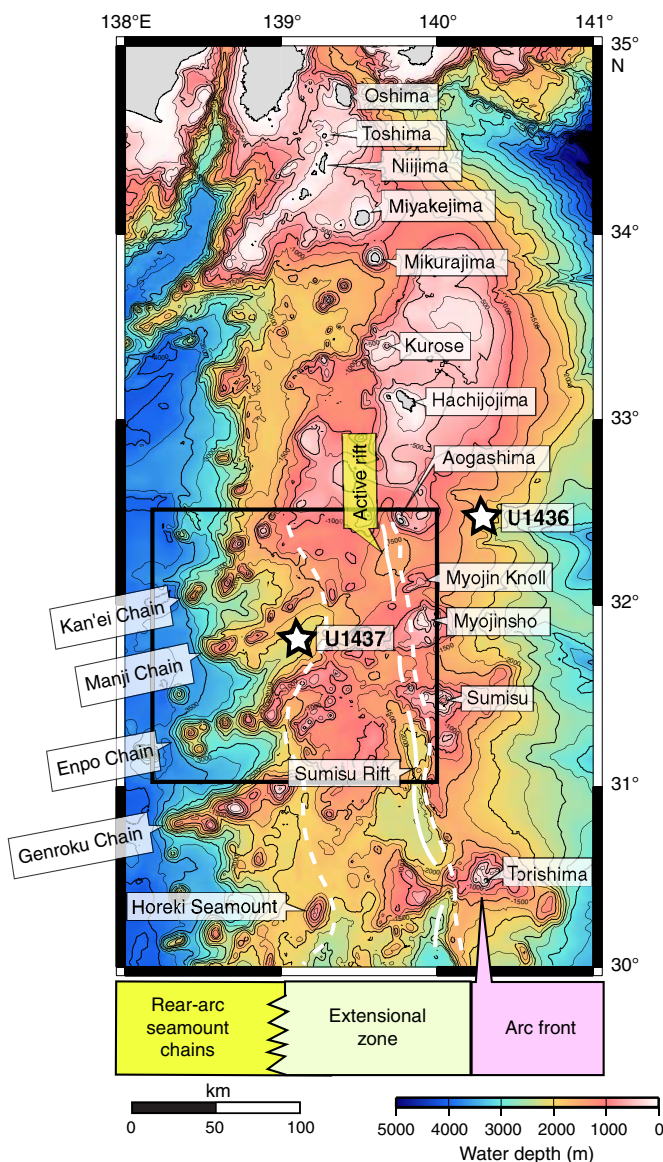 138°E 139° 140° 141°
35°
N
Oshima
Toshima
Niijima
Miyakejima
34°
Mikurajima
Kurose
Hachijojima
33°
Active rift
Aogashima
U1436
Myojin Knoll
Kan'ei Chain
32°
Myojinsho
U1437
Manji Chain
Sumisu
Enpo Chain
Sumisu Rift
31°
Genroku Chain
Torishima
Horeki Seamount
30°
Rear-arc
seamount
chains
Extensional
zone
Arc front
km
0 50 100
5000 4000 3000 2000 1000 0
Water depth (m)